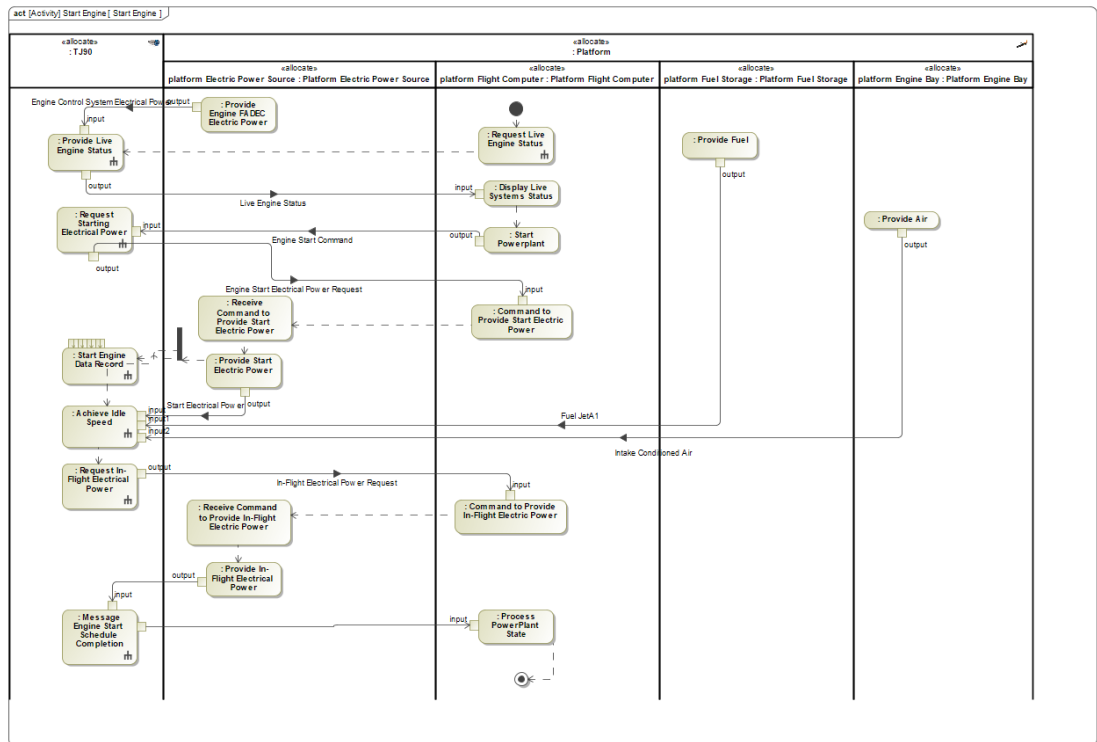 act [Activity] Start Engine [ Start Engine ]
«allocate»
: TJ90
«allocate»
: Platform
«allocate»
platform Electric Power Source : Platform Electric Power Source
«allocate»
platform Flight Computer : Platform Flight Computer
«allocate»
platform Fuel Storage : Platform Fuel Storage
«allocate»
platform Engine Bay : Platform Engine Bay
Engine Control System Electrical Power
output
: Provide
Engine FADEC
Electric Power
input
: Provide Live
Engine Status
: Request Live
Engine Status
: Provide Fuel
output
output
input
: Display Live
Systems Status
Live Engine Status
: Request
Starting
Electrical Power
input
Engine Start Command
output
: Start
Powerplant
: Provide Air
output
output
Engine Start Electrical Power Request
input
: Receive
Command to
Provide Start
Electric Power
: Command to
Provide Start Electric
Power
: Start Engine
Data Record
: Provide Start
Electric Power
Start Electrical Power
output
: Achieve Idle
Speed
input
input1
input2
Fuel JetA1
Intake Conditioned Air
: Request In-
Flight Electrical
Power
output
In-Flight Electrical Power Request
input
: Receive Command
to Provide In-Flight
Electric Power
: Command to Provide
In-Flight Electric Power
output
: Provide In-
Flight Electrical
Power
input
: Message
Engine Start
Schedule
Completion
input
: Process
PowerPlant
State